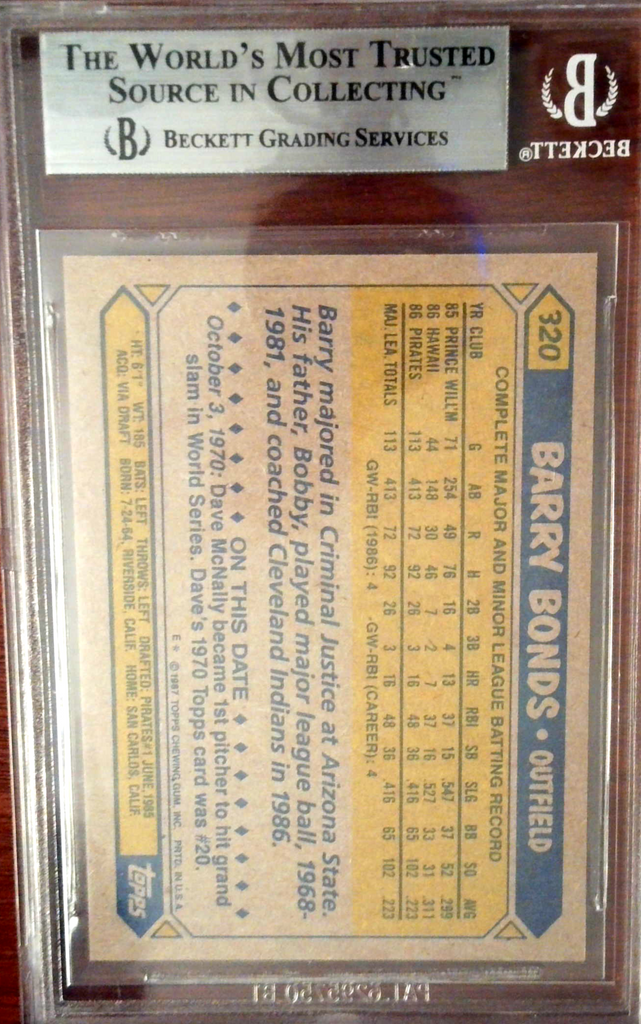 THE WORLD'S MOST TRUSTED
SOURCE IN COLLECTING™
(B) BECKETT GRADING SERVICES
B
BECKETT®
320 BARRY BONDS • OUTFIELD
COMPLETE MAJOR AND MINOR LEAGUE BATTING RECORD
YR CLUB G AB R H 2B 3B HR RBI SB SLG BB SO AVG
85 PRINCE WILL'M 71 254 49 76 16 4 13 37 15 .547 37 52 .299
86 HAWAII 44 148 30 46 7 2 7 37 16 .527 33 31 .311
86 PIRATES 113 413 72 92 26 3 16 48 36 .416 65 102 .223
MAJ. LEA. TOTALS 113 413 72 92 26 3 16 48 36 .416 65 102 .223
GW-RBI (1986): 4 GW-RBI (CAREER): 4
Barry majored in Criminal Justice at Arizona State.
His father, Bobby, played major league ball, 1968-
1981, and coached Cleveland Indians in 1986.
♦ ♦ ♦ ♦ ♦ ♦ ♦ ♦ ON THIS DATE ♦ ♦ ♦ ♦ ♦ ♦ ♦ ♦
October 3, 1970: Dave McNally became 1st pitcher to hit grand
slam in World Series. Dave's 1970 Topps card was #20.
E* © 1987 TOPPS CHEWING GUM, INC. PRTD. IN U.S.A.
HT: 6'1" WT: 185 BATS: LEFT THROWS: LEFT DRAFTED: PIRATES #1 JUNE, 1985
ACQ: VIA DRAFT BORN: 7-24-64, RIVERSIDE, CALIF. HOME: SAN CARLOS, CALIF.
TOPPS